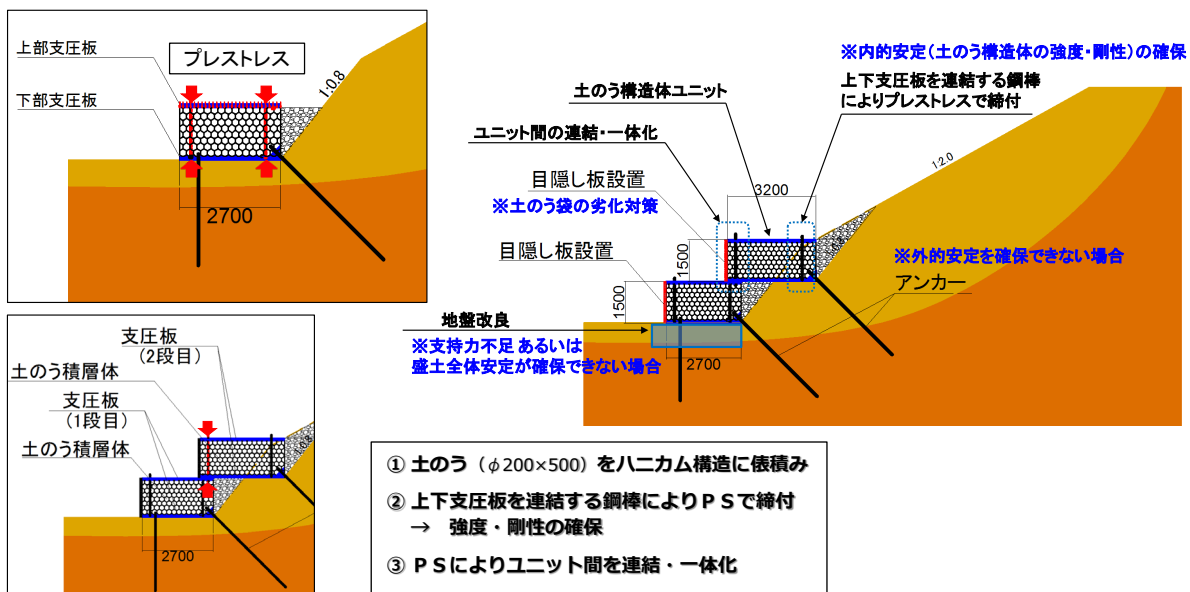 上部支圧板
プレストレス
下部支圧板
1:0.8
2700
支圧板
(2段目)
土のう積層体
支圧板
(1段目)
土のう積層体
1:0.8
2700
※内的安定(土のう構造体の強度・剛性)の確保
上下支圧板を連結する鋼棒
によりプレストレスで締付
土のう構造体ユニット
ユニット間の連結・一体化
1:2.0
目隠し板設置
3200
※土のう袋の劣化対策
目隠し板設置
1500
※外的安定を確保できない場合
アンカー
1500
地盤改良
※支持力不足 あるいは
盛土全体安定が確保できない場合
2700
① 土のう(φ200×500)をハニカム構造に俵積み
② 上下支圧板を連結する鋼棒によりPSで締付
→ 強度・剛性の確保
③ PSによりユニット間を連結・一体化